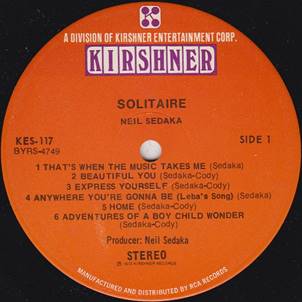 A DIVISION OF KIRSHNER ENTERTAINMENT CORP.
KIRSHNER
SOLITAIRE
NEIL SEDAKA
KES-117
BYRS-4749
SIDE 1
1 THAT'S WHEN THE MUSIC TAKES ME (Sedaka)
2 BEAUTIFUL YOU (Sedaka-Cody)
3 EXPRESS YOURSELF (Sedaka-Cody)
4 ANYWHERE YOU'RE GONNA BE (Leba's Song) (Sedaka)
5 HOME (Sedaka-Cody)
6 ADVENTURES OF A BOY CHILD WONDER
(Sedaka-Cody)
Producer: Neil Sedaka
STEREO
KIRSHNER RECORDS
MANUFACTURED AND DISTRIBUTED BY RCA RECORDS